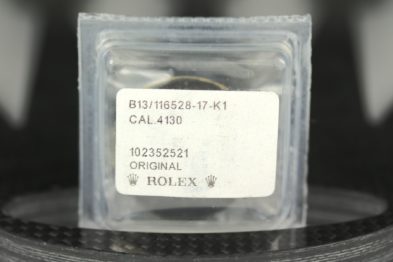 B13/116528-17-K1
CAL.4130
102352521
ORIGINAL
ROLEX